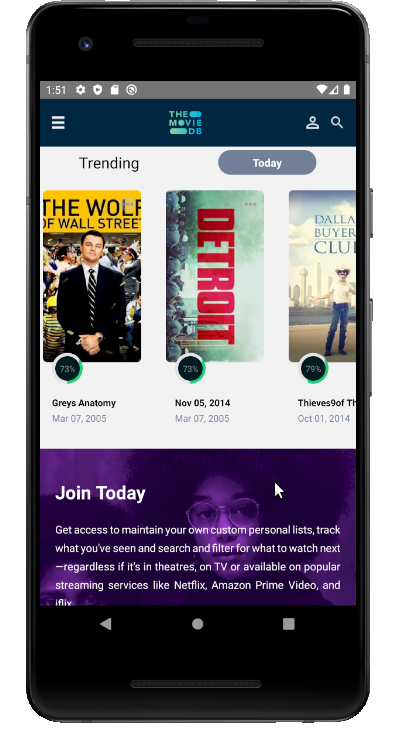 1:51
THE
MOVIE
DB
Trending
Today
THE WOLF
OF WALL STREET
DETROIT
DALLA
BUYER
CLU
73%
73%
79%
Greys Anatomy
Nov 05, 2014
Thieves9of Th
Mar 07, 2005
Mar 07, 2005
Oct 01, 2014
Join Today
Get access to maintain your own custom personal lists, track
what you've seen and search and filter for what to watch next
—regardless if it's in theatres, on TV or available on popular
streaming services like Netflix, Amazon Prime Video, and
iflix.